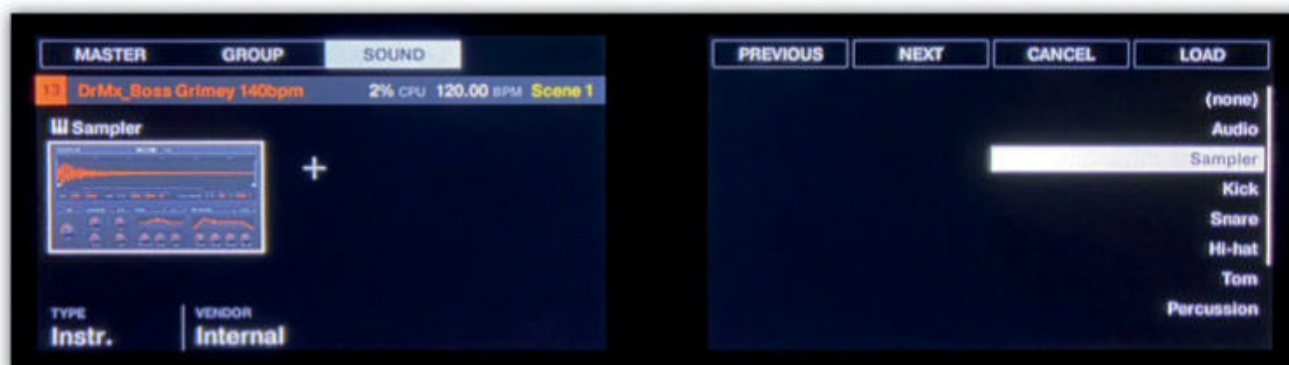 MASTER GROUP SOUND
13 DrMx_Boss Grimey 140bpm 2% CPU 120.00 BPM Scene 1
Sampler
TYPE VENDOR
Instr. Internal
PREVIOUS NEXT CANCEL LOAD
(none)
Audio
Sampler
Kick
Snare
Hi-hat
Tom
Percussion